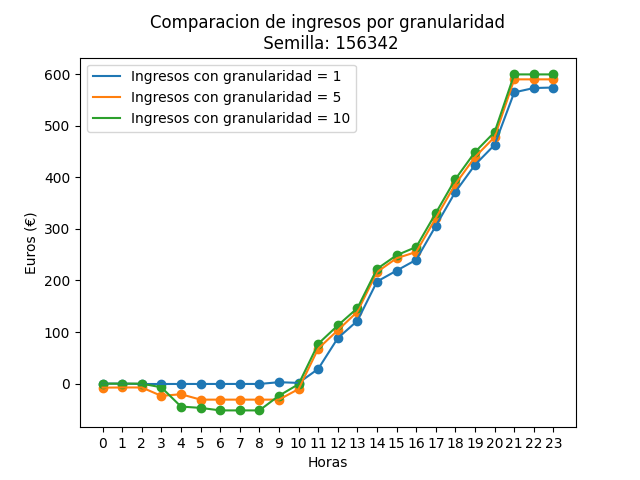 Comparacion de ingresos por granularidad
Semilla: 156342
Ingresos con granularidad = 1
Ingresos con granularidad = 5
Ingresos con granularidad = 10
Euros (€)
600
500
400
300
200
100
0
0 1 2 3 4 5 6 7 8 9 10 11 12 13 14 15 16 17 18 19 20 21 22 23
Horas